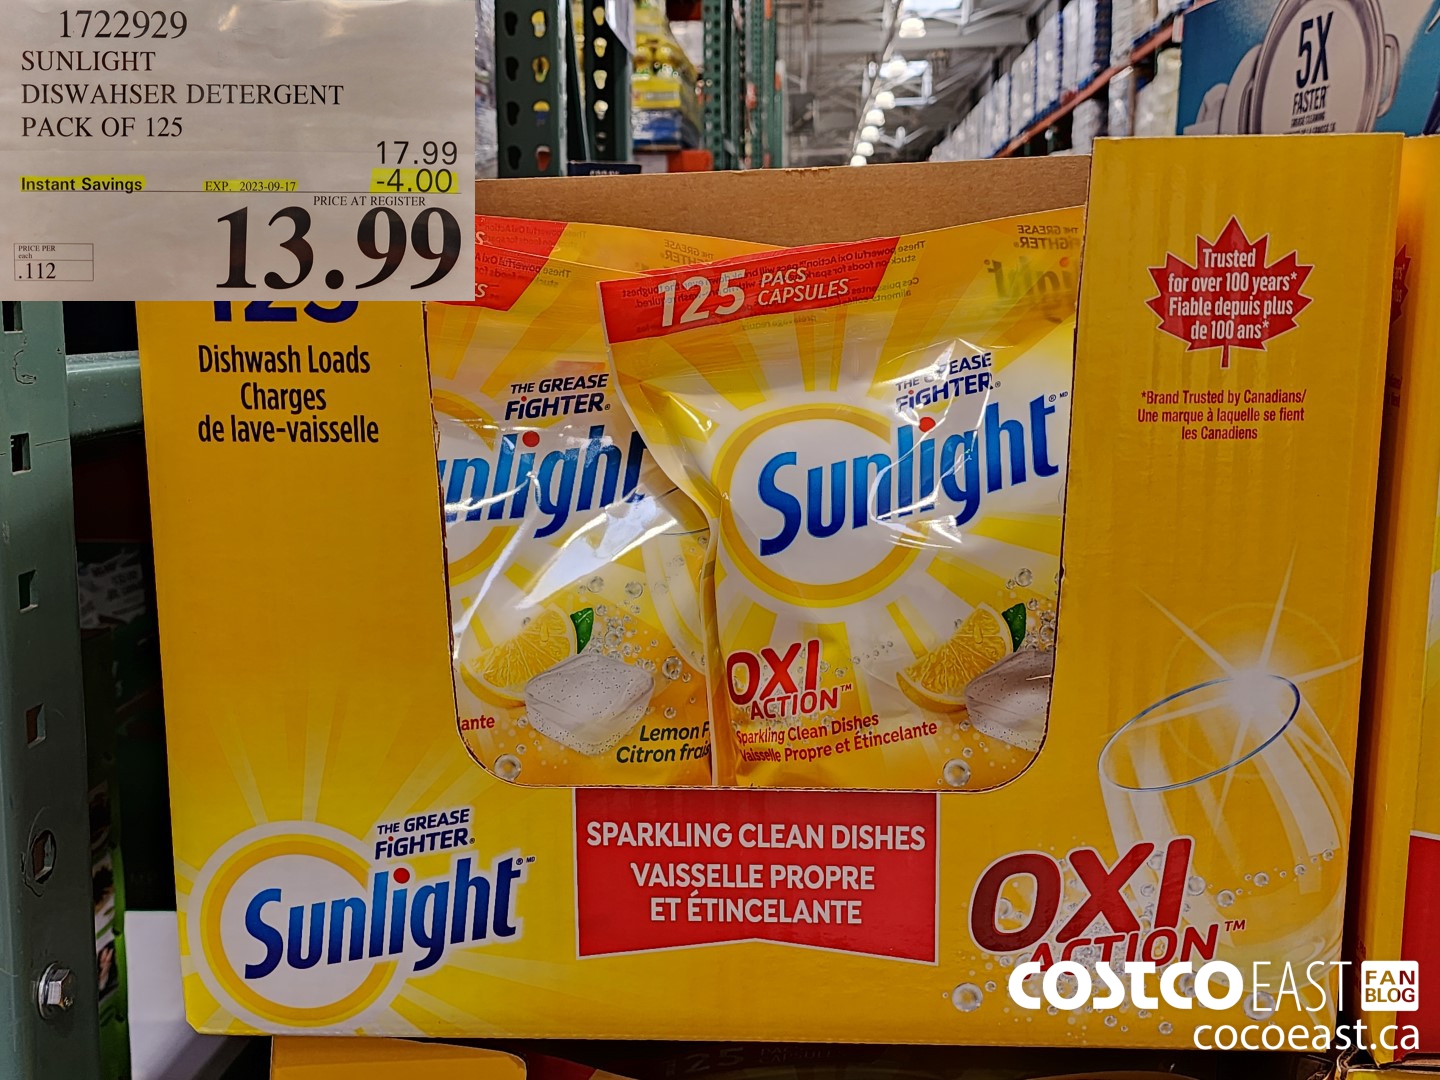 1722929
SUNLIGHT
DISWAHSER DETERGENT
PACK OF 125
17.99
Instant Savings EXP. 2023-09-17 -4.00
PRICE AT REGISTER
13.99
PRICE PER
each
.112
5X
FASTER
125
Dishwash Loads
Charges
de lave-vaisselle
THE GREASE
FiGHTER®
Sunlight
Lemon
Citron
125 PACS
CAPSULES
THE GREASE
FiGHTER®
Sunlight®MD
OXI
ACTION™
Sparkling Clean Dishes
Vaisselle Propre et Étincelante
Trusted
for over 100 years*
Fiable depuis plus
de 100 ans*
*Brand Trusted by Canadians/
Une marque à laquelle se fient
les Canadiens
THE GREASE
FiGHTER®
Sunlight®MD
SPARKLING CLEAN DISHES
VAISSELLE PROPRE
ET ÉTINCELANTE
OXI
ACTION™
COSTCO EAST FAN BLOG
cocoeast.ca